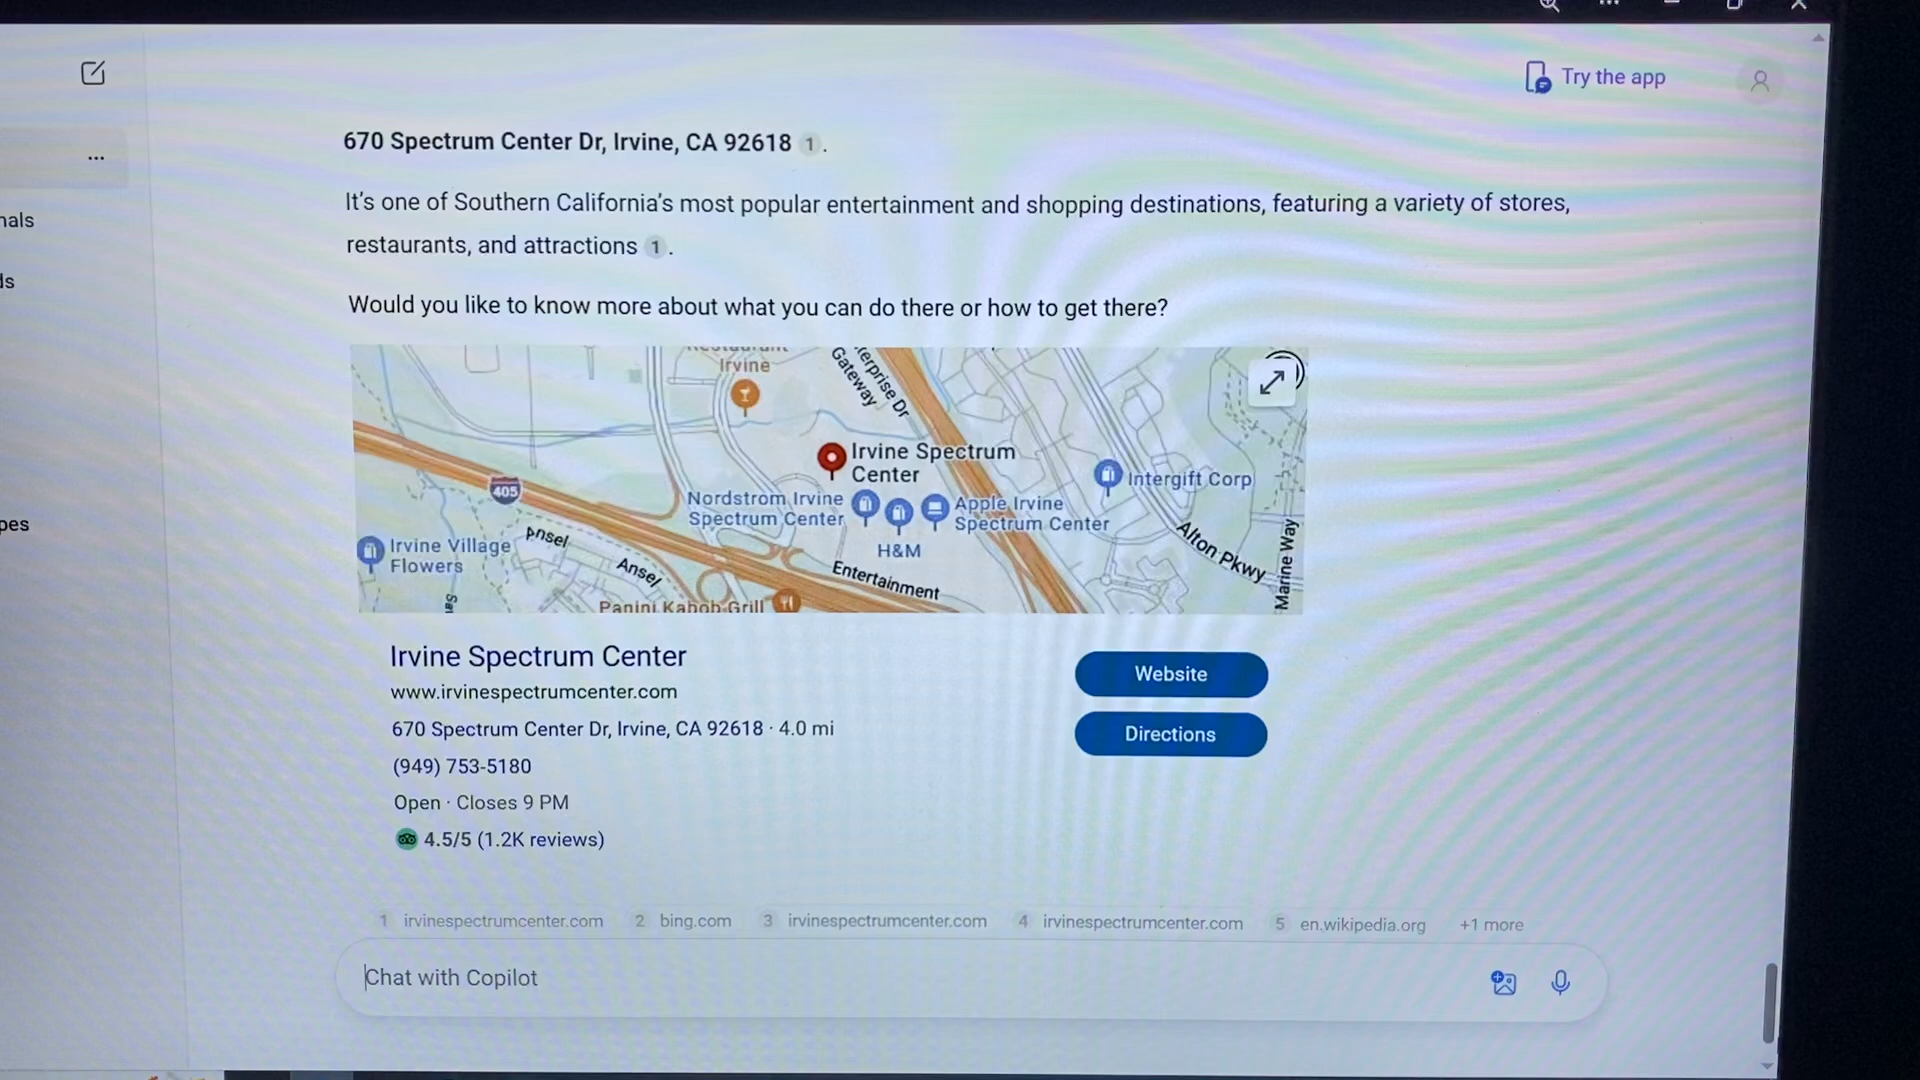 Try the app
670 Spectrum Center Dr, Irvine, CA 92618 1.
...
It's one of Southern California's most popular entertainment and shopping destinations, featuring a variety of stores,
restaurants, and attractions 1.
nals
ds
Would you like to know more about what you can do there or how to get there?
Restaurant
Irvine
Gateway
erprise Dr
Irvine Spectrum
Center
405
Nordstrom Irvine
Spectrum Center
Apple Irvine
Spectrum Center
Intergift Corp
H&M
Irvine Village
Flowers
Ansel
Ansel
Entertainment
Alton Pkwy
Marine Way
Panini Kabob Grill
pes
Irvine Spectrum Center
www.irvinespectrumcenter.com
670 Spectrum Center Dr, Irvine, CA 92618 · 4.0 mi
(949) 753-5180
Open · Closes 9 PM
4.5/5 (1.2K reviews)
Website
Directions
1 irvinespectrumcenter.com 2 bing.com 3 irvinespectrumcenter.com 4 irvinespectrumcenter.com 5 en.wikipedia.org +1 more
Chat with Copilot